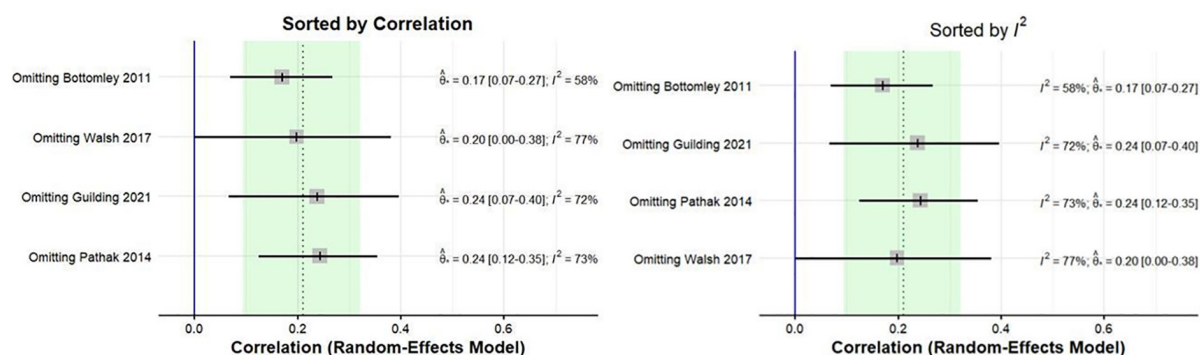 Sorted by Correlation
Omitting Bottomley 2011
θ̂* = 0.17 [0.07-0.27]; I² = 58%
Omitting Walsh 2017
θ̂* = 0.20 [0.00-0.38]; I² = 77%
Omitting Guilding 2021
θ̂* = 0.24 [0.07-0.40]; I² = 72%
Omitting Pathak 2014
θ̂* = 0.24 [0.12-0.35]; I² = 73%
0.0 0.2 0.4 0.6
Correlation (Random-Effects Model)
Sorted by I²
Omitting Bottomley 2011
I² = 58%; θ̂* = 0.17 [0.07-0.27]
Omitting Guilding 2021
I² = 72%; θ̂* = 0.24 [0.07-0.40]
Omitting Pathak 2014
I² = 73%; θ̂* = 0.24 [0.12-0.35]
Omitting Walsh 2017
I² = 77%; θ̂* = 0.20 [0.00-0.38]
0.0 0.2 0.4 0.6
Correlation (Random-Effects Model)